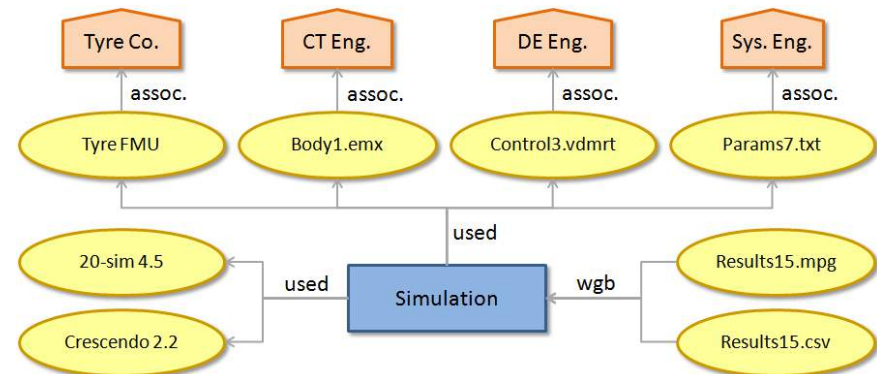 Tyre Co.
CT Eng.
DE Eng.
Sys. Eng.
assoc.
assoc.
assoc.
assoc.
Tyre FMU
Body1.emx
Control3.vdmrt
Params7.txt
used
20-sim 4.5
used
Simulation
wgb
Results15.mpg
Crescendo 2.2
Results15.csv